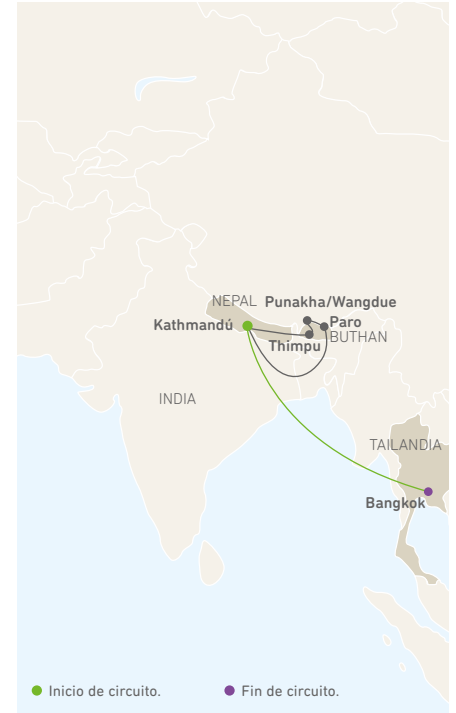 NEPAL
Punakha/Wangdue
Kathmandú
Paro
Thimpu
BUTHAN
INDIA
TAILANDIA
Bangkok
Inicio de circuito.
Fin de circuito.